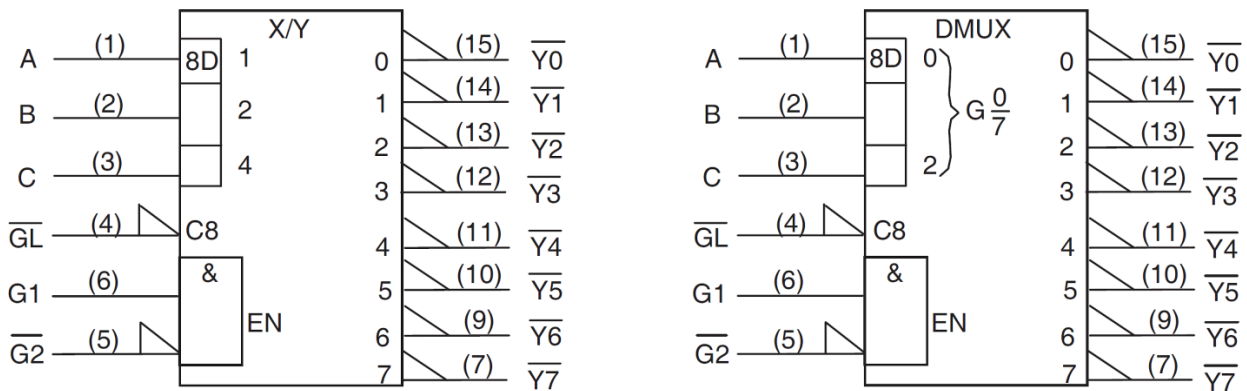 X/Y
A (1) 8D 1 0 (15) Y0
B (2) 2 1 (14) Y1
2 (13) Y2
C (3) 4 3 (12) Y3
GL (4) C8 4 (11) Y4
G1 (6) & 5 (10) Y5
EN 6 (9) Y6
G2 (5) 7 (7) Y7
DMUX
A (1) 8D 0 0 (15) Y0
B (2) G 0/7 1 (14) Y1
2 (13) Y2
C (3) 2 3 (12) Y3
GL (4) C8 4 (11) Y4
G1 (6) & 5 (10) Y5
EN 6 (9) Y6
G2 (5) 7 (7) Y7